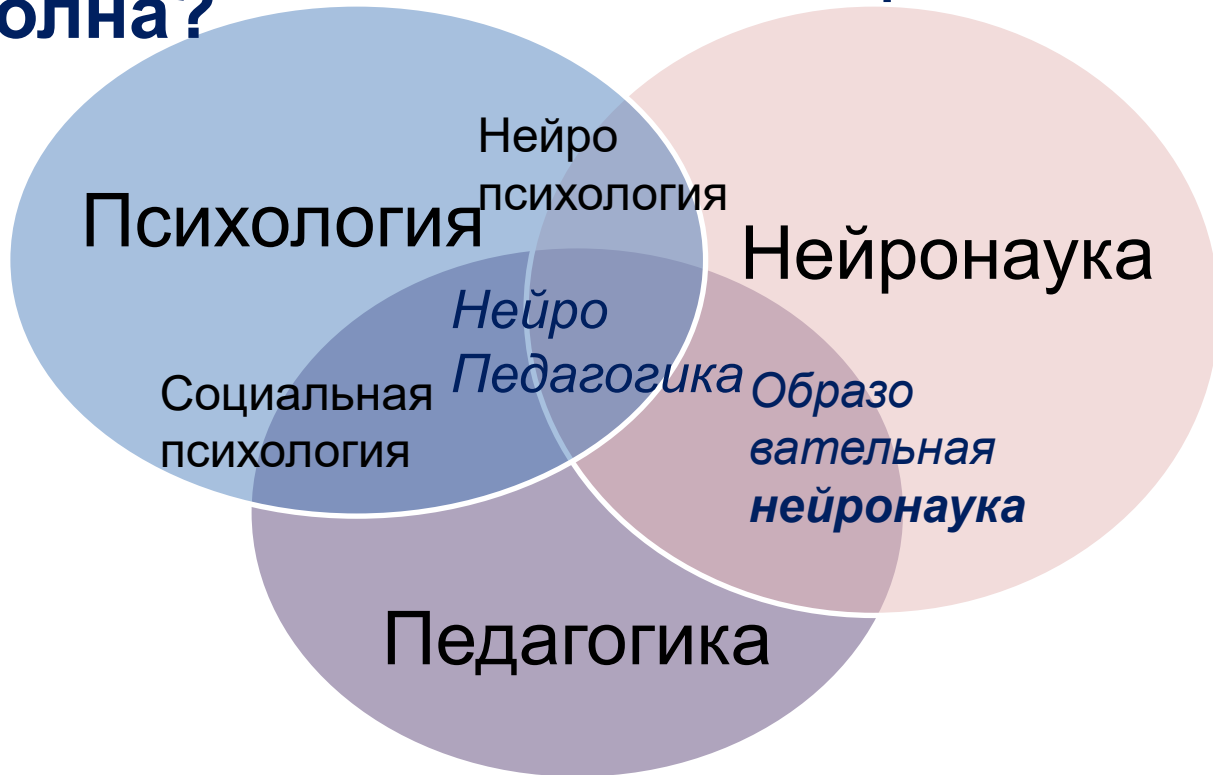 олна?
Нейро
психология
Психология
Нейронаука
Нейро
Педагогика
Социальная
психология
Образо
вательная
нейронаука
Педагогика